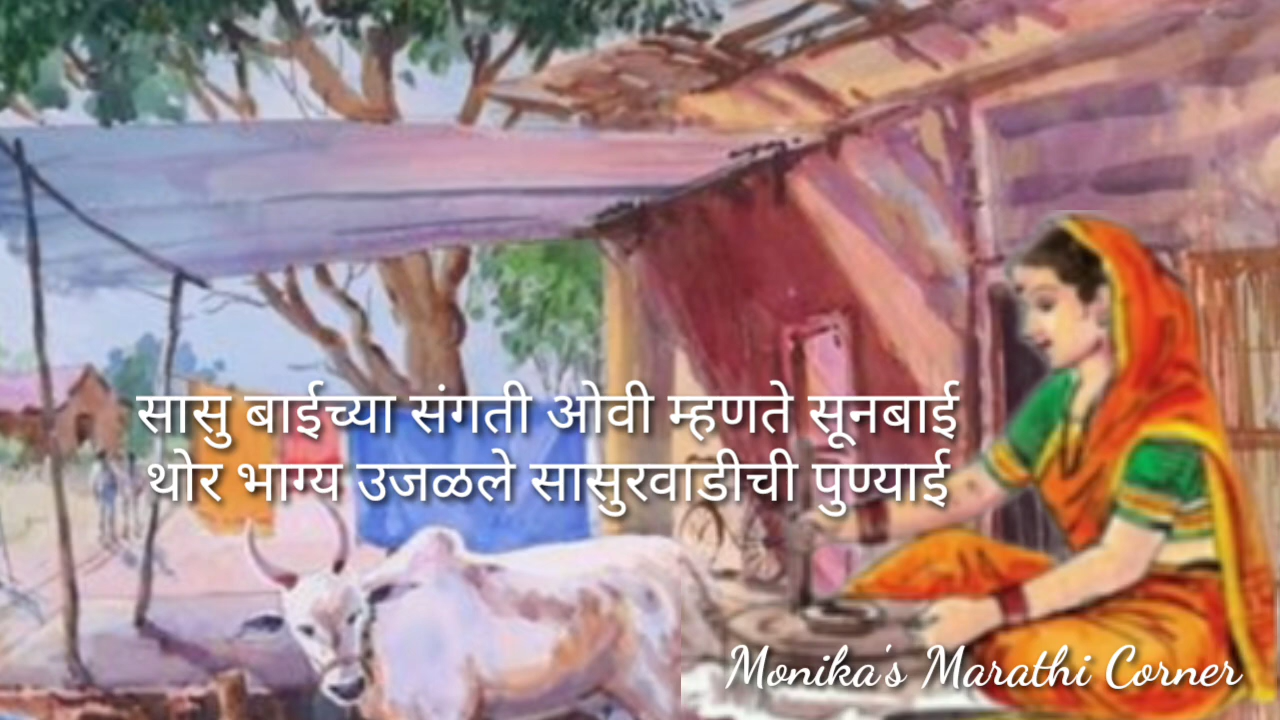 सासु बाईच्या संगती ओवी म्हणते सूनबाई
थोर भाग्य उजळले सासुरवाडीची पुण्याई
Monika's Marathi Corner